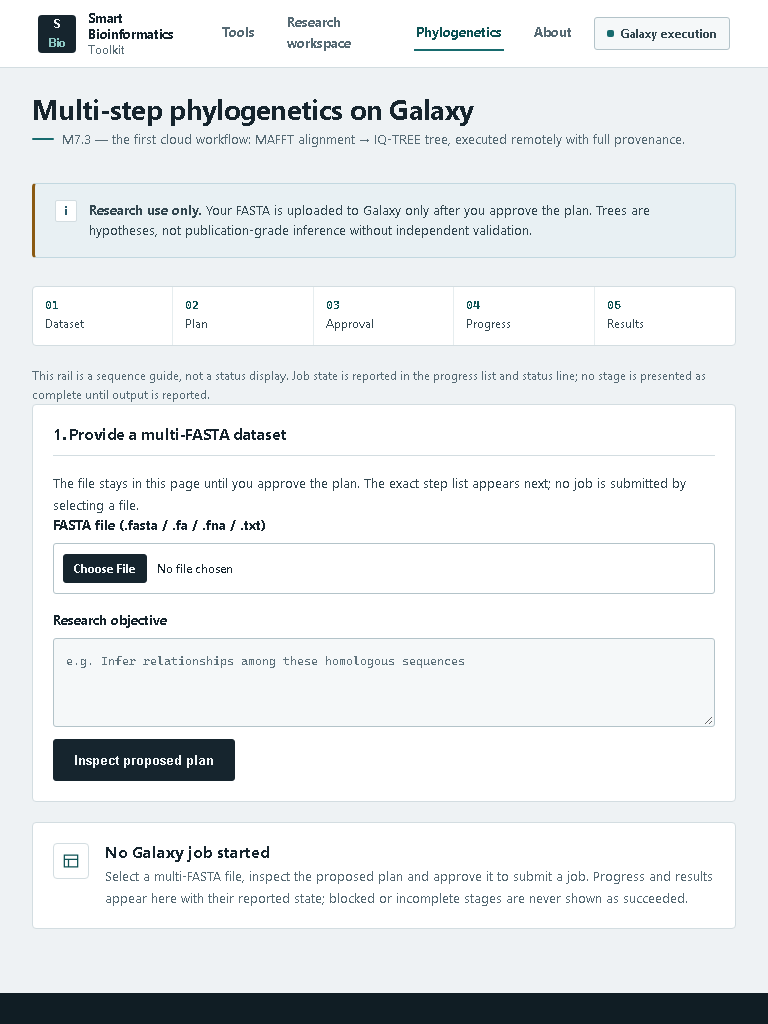 S
Bio
Smart
Bioinformatics
Toolkit
Tools
Research
workspace
Phylogenetics
About
Galaxy execution
Multi-step phylogenetics on Galaxy
M7.3 — the first cloud workflow: MAFFT alignment → IQ-TREE tree, executed remotely with full provenance.
i
Research use only. Your FASTA is uploaded to Galaxy only after you approve the plan. Trees are
hypotheses, not publication-grade inference without independent validation.
01
Dataset
02
Plan
03
Approval
04
Progress
05
Results
This rail is a sequence guide, not a status display. Job state is reported in the progress list and status line; no stage is presented as
complete until output is reported.
1. Provide a multi-FASTA dataset
The file stays in this page until you approve the plan. The exact step list appears next; no job is submitted by
selecting a file.
FASTA file (.fasta / .fa / .fna / .txt)
Choose File No file chosen
Research objective
e.g. Infer relationships among these homologous sequences
Inspect proposed plan
No Galaxy job started
Select a multi-FASTA file, inspect the proposed plan and approve it to submit a job. Progress and results
appear here with their reported state; blocked or incomplete stages are never shown as succeeded.